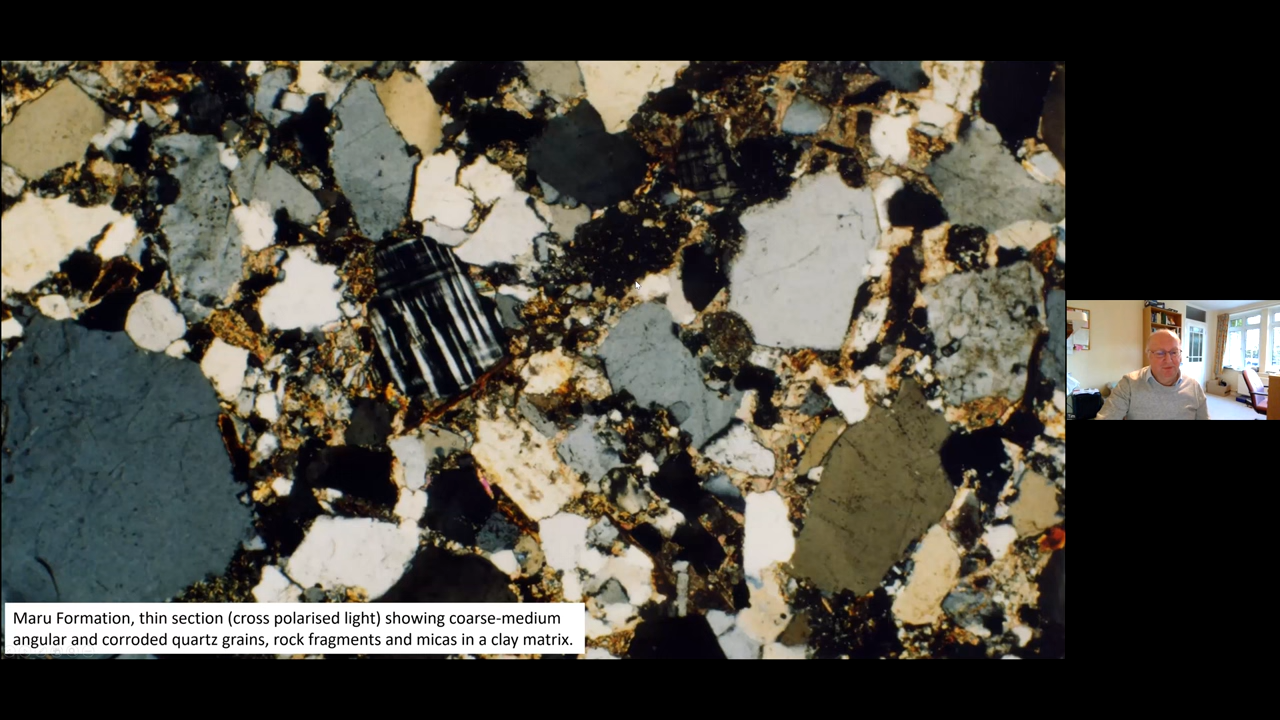 Maru Formation, thin section (cross polarised light) showing coarse-medium
angular and corroded quartz grains, rock fragments and micas in a clay matrix.